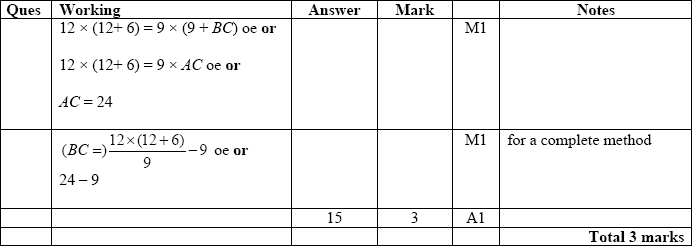 Ques Working Answer Mark Notes
12 × (12+ 6) = 9 × (9 + BC) oe or M1
12 × (12+ 6) = 9 × AC oe or
AC = 24
(BC =) 12×(12+6)/9 −9 oe or M1 for a complete method
24 – 9
15 3 A1
Total 3 marks